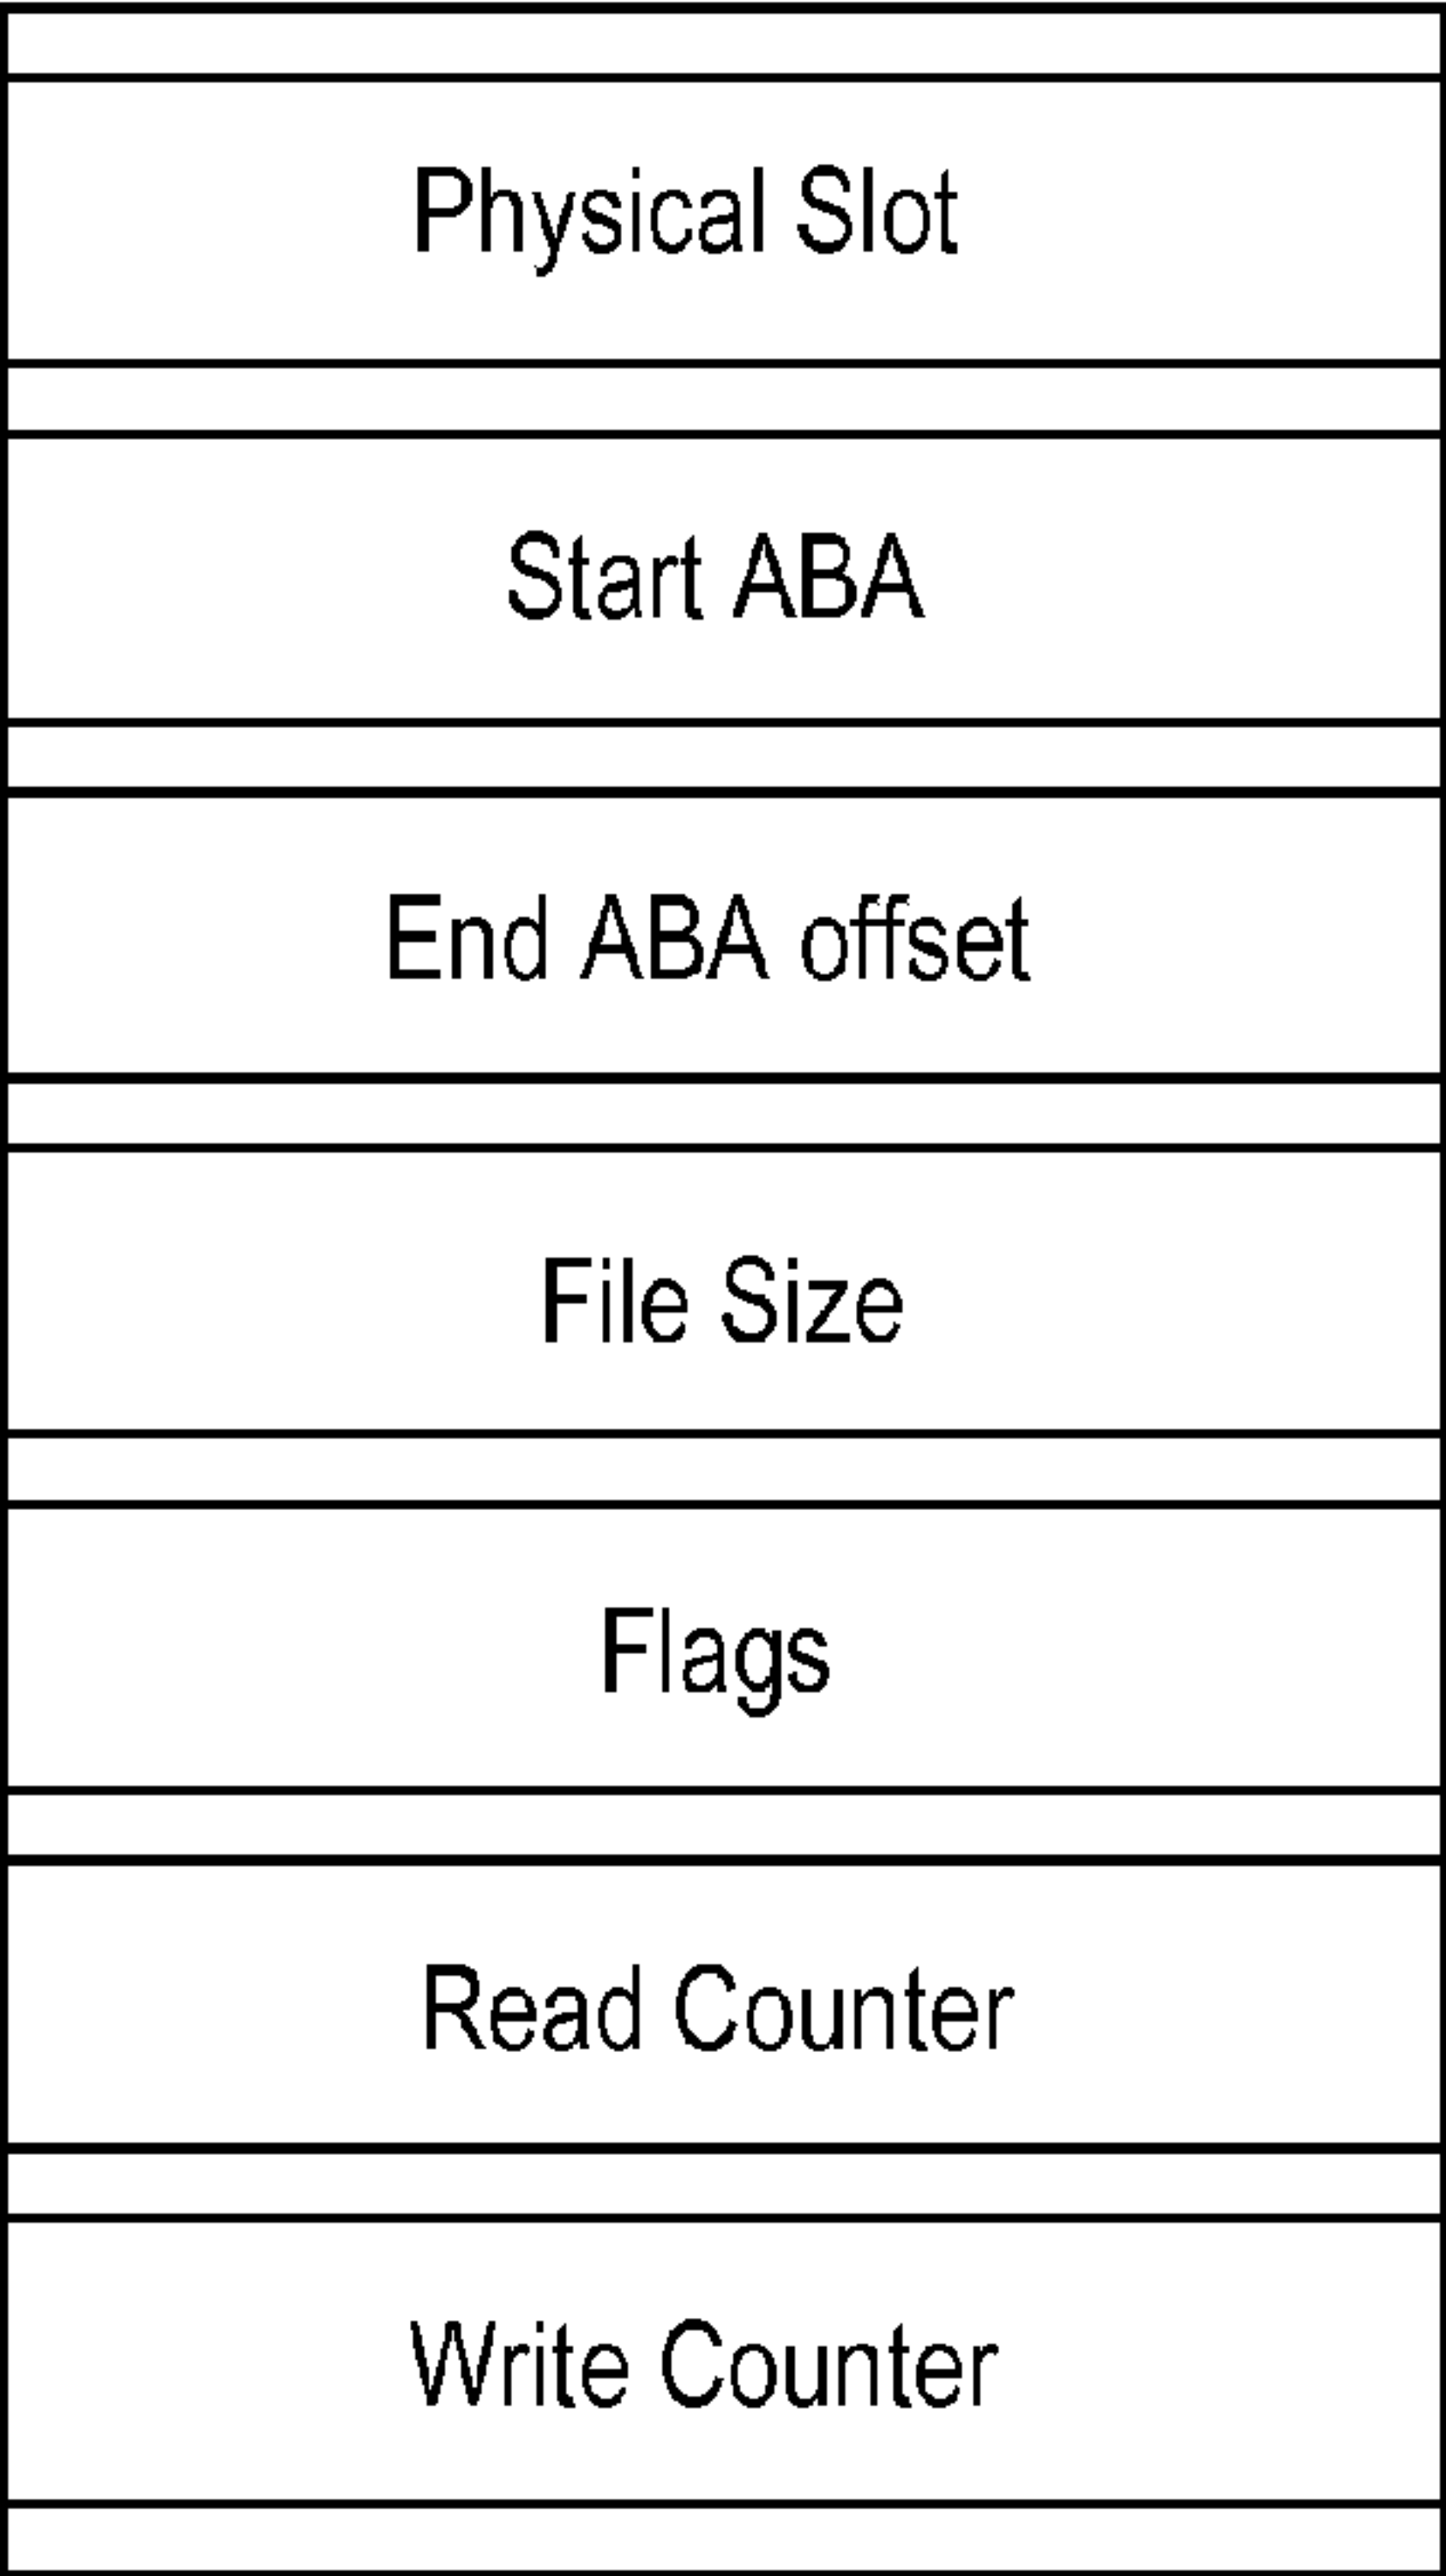 Physical Slot
Start ABA
End ABA offset
File Size
Flags
Read Counter
Write Counter